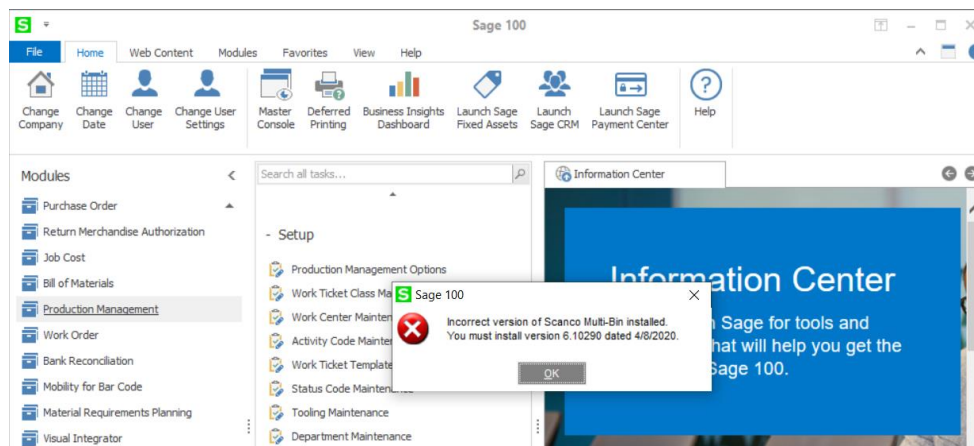 Sage 100
File Home Web Content Modules Favorites View Help
Change Company
Change Date
Change User
Change User Settings
Master Console
Deferred Printing
Business Insights Dashboard
Launch Sage Fixed Assets
Launch Sage CRM
Launch Sage Payment Center
Help
Modules
Purchase Order
Return Merchandise Authorization
Job Cost
Bill of Materials
Production Management
Work Order
Bank Reconciliation
Mobility for Bar Code
Material Requirements Planning
Visual Integrator
Search all tasks...
- Setup
Production Management Options
Work Ticket Class Ma
Work Center Mainten
Activity Code Mainter
Work Ticket Template
Status Code Maintenance
Tooling Maintenance
Department Maintenance
S Sage 100
Incorrect version of Scanco Multi-Bin installed.
You must install version 6.10290 dated 4/8/2020.
OK
Information Center
Information Center
Sage for tools and
hat will help you get the
Sage 100.